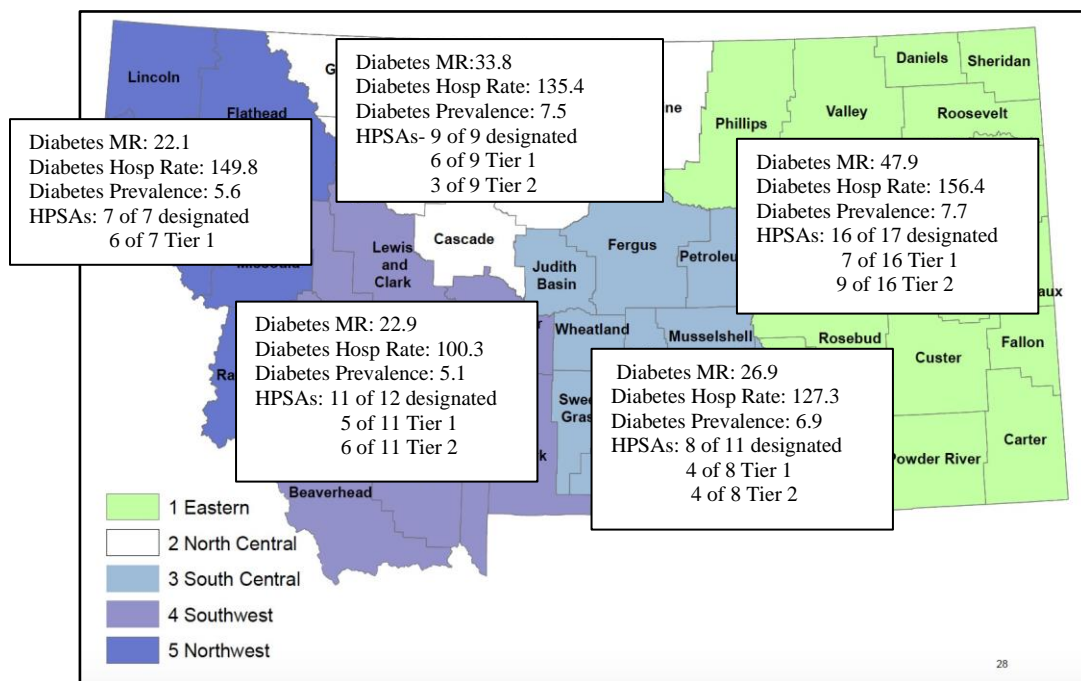 Lincoln
Flathead
Daniels
Sheridan
Phillips
Valley
Roosevelt
Diabetes MR:33.8
Diabetes Hosp Rate: 135.4
Diabetes Prevalence: 7.5
HPSAs- 9 of 9 designated
6 of 9 Tier 1
3 of 9 Tier 2
Diabetes MR: 22.1
Diabetes Hosp Rate: 149.8
Diabetes Prevalence: 5.6
HPSAs: 7 of 7 designated
6 of 7 Tier 1
Diabetes MR: 47.9
Diabetes Hosp Rate: 156.4
Diabetes Prevalence: 7.7
HPSAs: 16 of 17 designated
7 of 16 Tier 1
9 of 16 Tier 2
Cascade
Lewis
and
Clark
Fergus
Judith
Basin
Wheatland
Musselshell
Rosebud
Custer
Fallon
Carter
Powder River
Diabetes MR: 22.9
Diabetes Hosp Rate: 100.3
Diabetes Prevalence: 5.1
HPSAs: 11 of 12 designated
5 of 11 Tier 1
6 of 11 Tier 2
Diabetes MR: 26.9
Diabetes Hosp Rate: 127.3
Diabetes Prevalence: 6.9
HPSAs: 8 of 11 designated
4 of 8 Tier 1
4 of 8 Tier 2
Beaverhead
1 Eastern
2 North Central
3 South Central
4 Southwest
5 Northwest
28